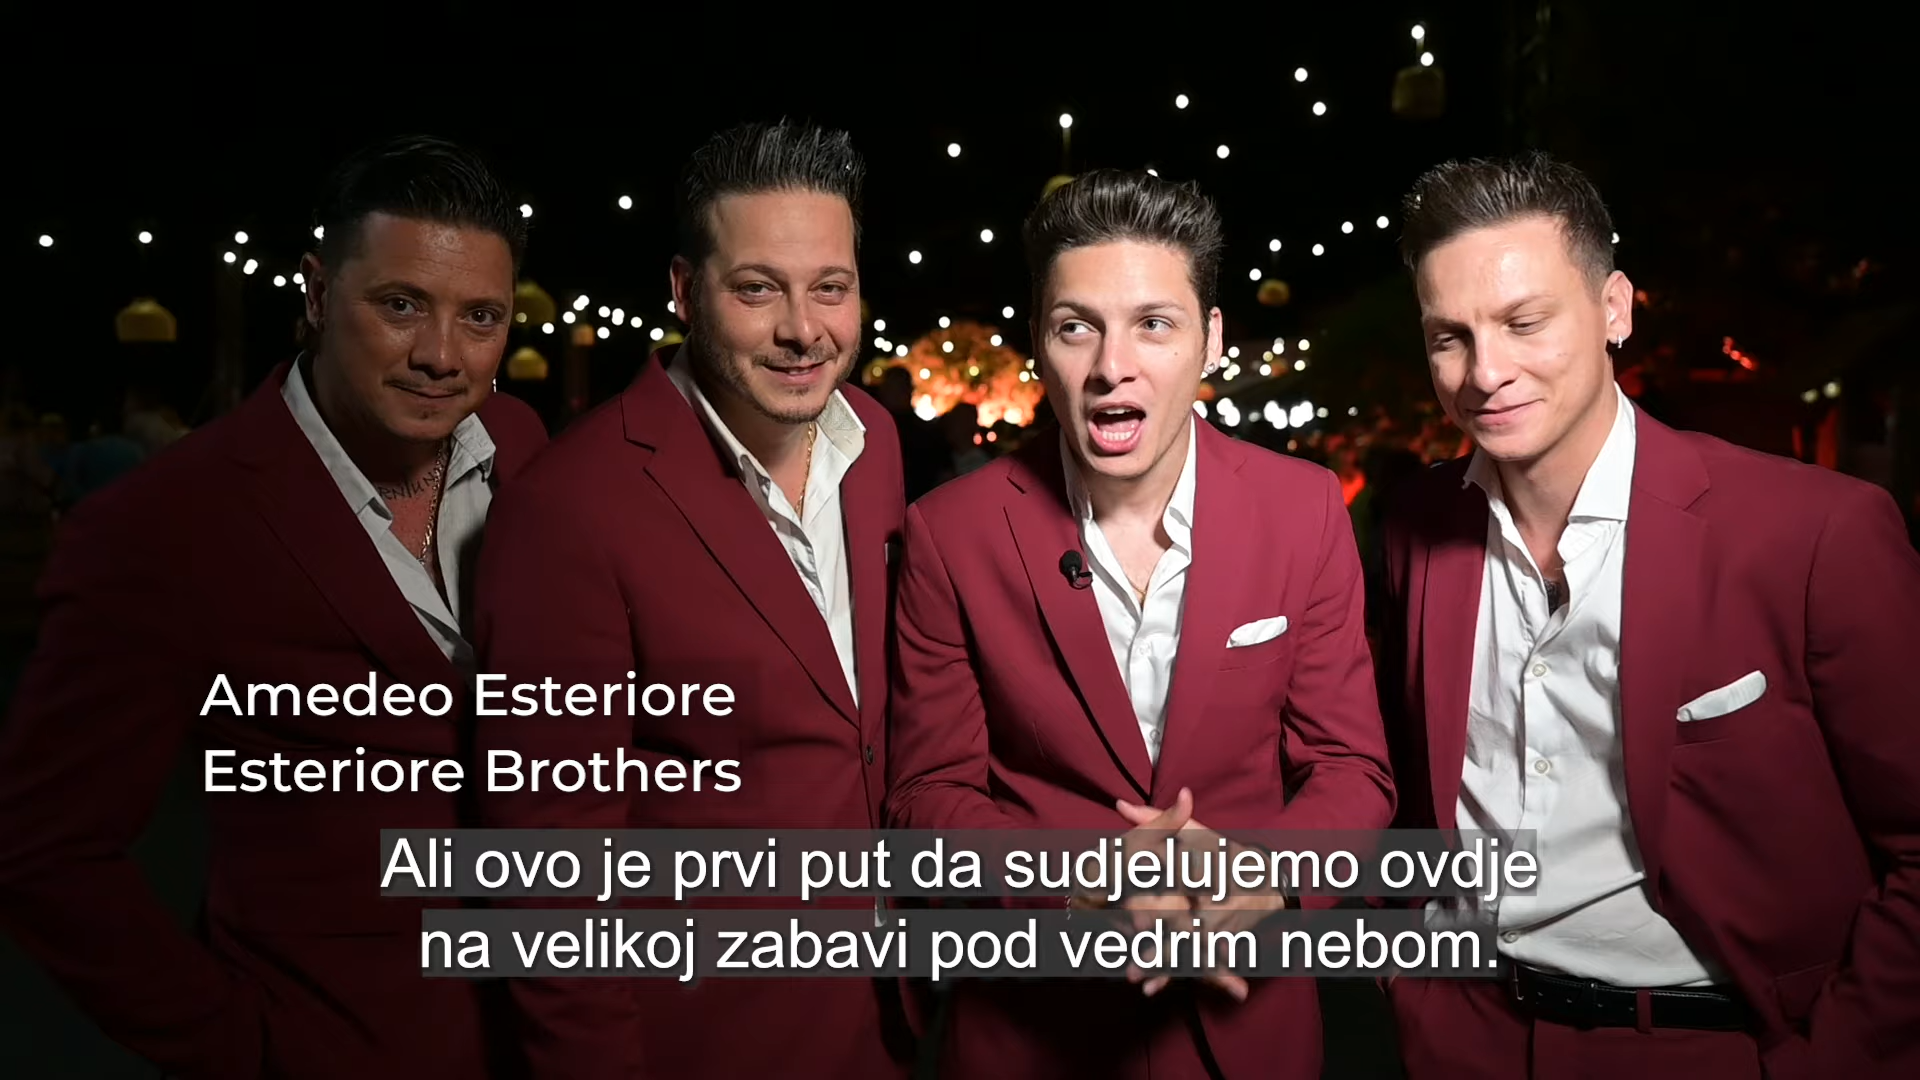 Amedeo Esteriore
Esteriore Brothers
Ali ovo je prvi put da sudjelujemo ovdje
na velikoj zabavi pod vedrim nebom.